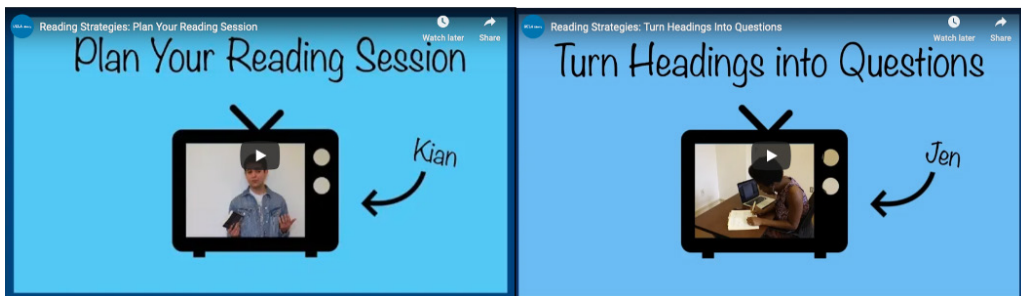 Reading Strategies: Plan Your Reading Session
Watch later
Share
Plan Your Reading Session
Kian
Reading Strategies: Turn Headings Into Questions
Watch later
Share
Turn Headings into Questions
Jen